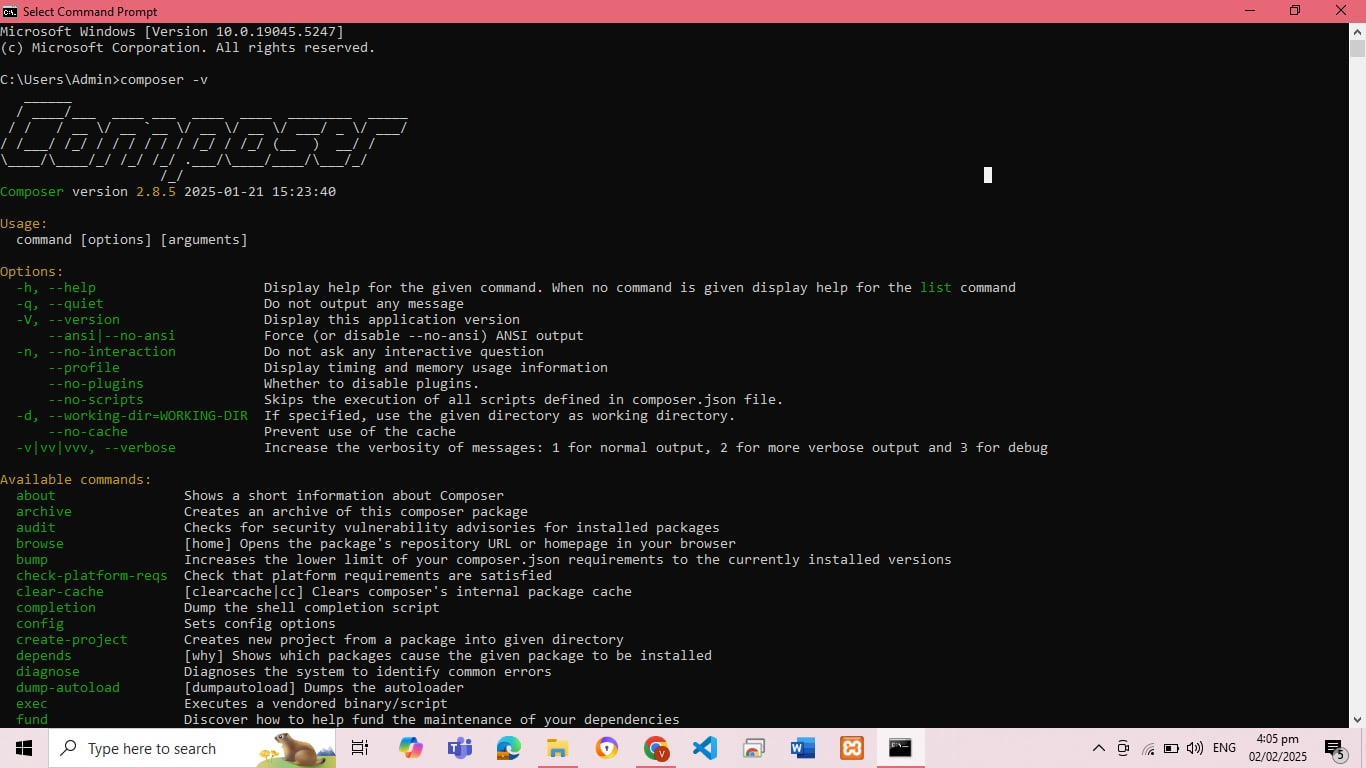 Select Command Prompt
Microsoft Windows [Version 10.0.19045.5247]
(c) Microsoft Corporation. All rights reserved.
C:\Users\Admin>composer -v
Composer
Composer version 2.8.5 2025-01-21 15:23:40
Usage:
command [options] [arguments]
Options:
-h, --help Display help for the given command. When no command is given display help for the list command
-q, --quiet Do not output any message
-V, --version Display this application version
--ansi|--no-ansi Force (or disable --no-ansi) ANSI output
-n, --no-interaction Do not ask any interactive question
--profile Display timing and memory usage information
--no-plugins Whether to disable plugins.
--no-scripts Skips the execution of all scripts defined in composer.json file.
-d, --working-dir=WORKING-DIR If specified, use the given directory as working directory.
--no-cache Prevent use of the cache
-v|vv|vvv, --verbose Increase the verbosity of messages: 1 for normal output, 2 for more verbose output and 3 for debug
Available commands:
about Shows a short information about Composer
archive Creates an archive of this composer package
audit Checks for security vulnerability advisories for installed packages
browse [home] Opens the package's repository URL or homepage in your browser
bump Increases the lower limit of your composer.json requirements to the currently installed versions
check-platform-reqs Check that platform requirements are satisfied
clear-cache [clearcache|cc] Clears composer's internal package cache
completion Dump the shell completion script
config Sets config options
create-project Creates new project from a package into given directory
depends [why] Shows which packages cause the given package to be installed
diagnose Diagnoses the system to identify common errors
dump-autoload [dumpautoload] Dumps the autoloader
exec Executes a vendored binary/script
fund Discover how to help fund the maintenance of your dependencies
Type here to search
ENG
4:05 pm
02/02/2025
5